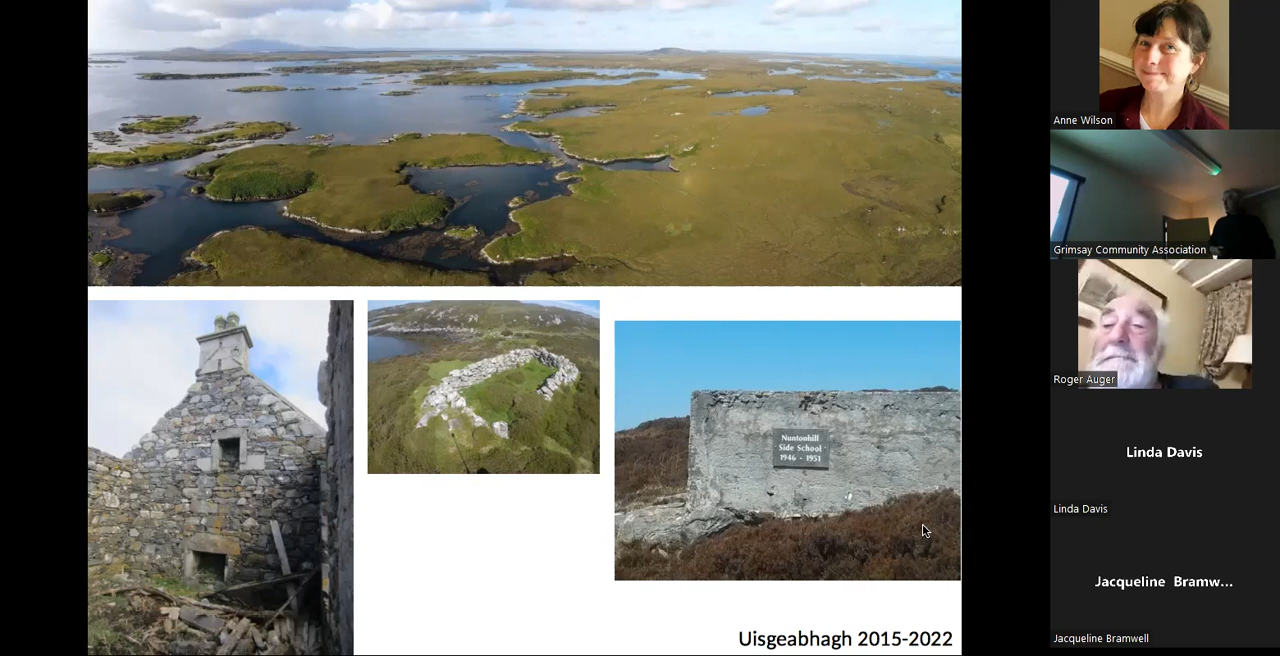 Nuntonhill
Side School
1946 - 1951
Uisgeabhagh 2015-2022
Anne Wilson
Grimsay Community Association
Roger Auger
Linda Davis
Linda Davis
Jacqueline Bramw...
Jacqueline Bramwell